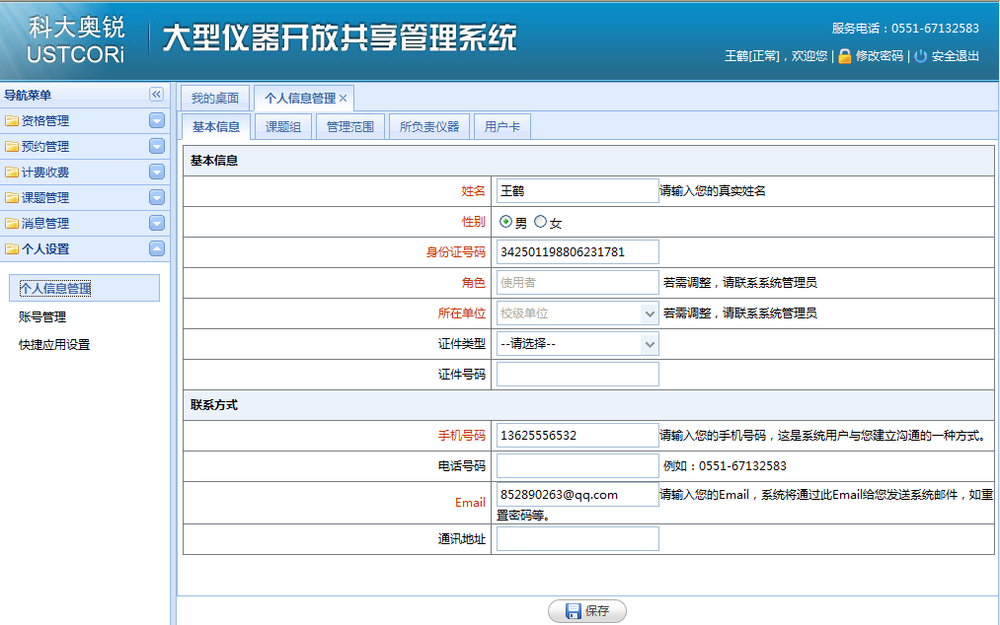 科大奥锐
USTCORi
大型仪器开放共享管理系统
服务电话：0551-67132583
王鹤[正常]，欢迎您 | 修改密码 | 安全退出
导航菜单
资格管理
预约管理
计费收费
课题管理
消息管理
个人设置
个人信息管理
账号管理
快捷应用设置
我的桌面 个人信息管理
基本信息 课题组 管理范围 所负责仪器 用户卡
基本信息
姓名 王鹤 请输入您的真实姓名
性别 男 女
身份证号码 342501198806231781
角色 使用者 若需调整，请联系系统管理员
所在单位 校级单位 若需调整，请联系系统管理员
证件类型 --请选择--
证件号码
联系方式
手机号码 13625556532 请输入您的手机号码，这是系统用户与您建立沟通的一种方式。
电话号码 例如：0551-67132583
Email 852890263@qq.com 请输入您的Email，系统将通过此Email给您发送系统邮件，如重
置密码等。
通讯地址
保存